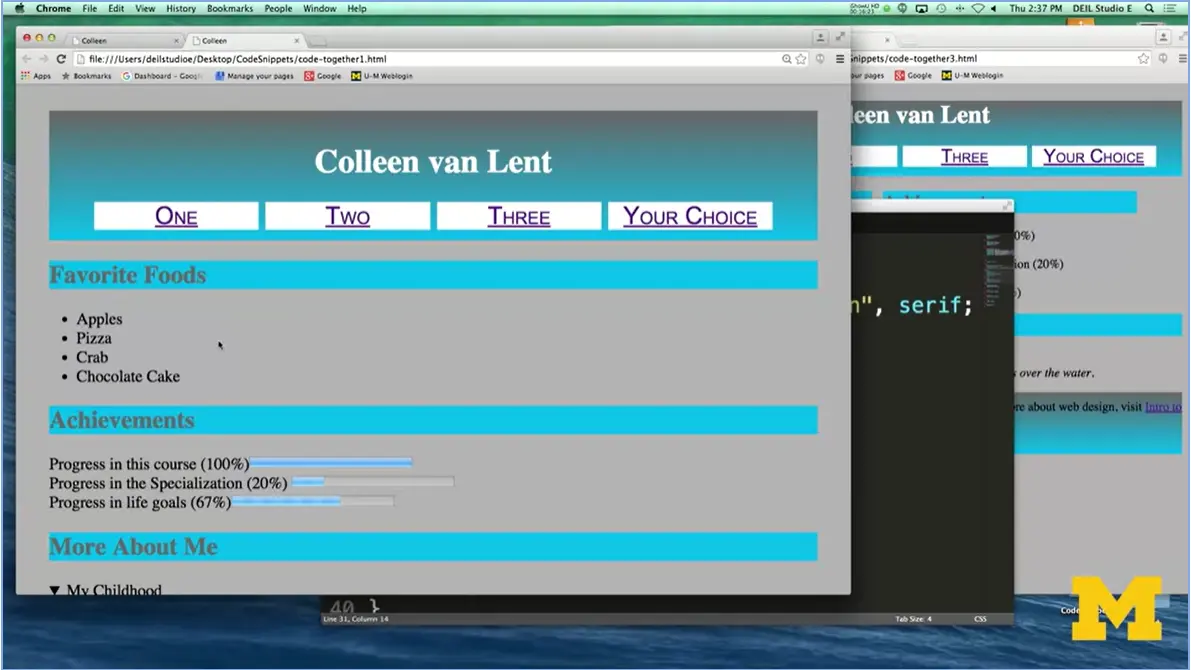 Chrome File Edit View History Bookmarks People Window Help
Thu 2:37 PM DEIL Studio E
Colleen
Colleen
file:///Users/deilstudioe/Desktop/CodeSnippets/code-together1.html
Apps Bookmarks Dashboard - Googl Manage your pages Google U-M Weblogin
Colleen van Lent
One Two Three Your Choice
Favorite Foods
Apples
Pizza
Crab
Chocolate Cake
Achievements
Progress in this course (100%)
Progress in the Specialization (20%)
Progress in life goals (67%)
More About Me
▼ My Childhood
nippets/code-together3.html
ur pages Google U-M Weblogin
leen van Lent
Three Your Choice
0%)
ion (20%)
n", serif;
s over the water.
re about web design, visit Intro to
40 }
Line 31, Column 14 Tab Size: 4 CSS
M